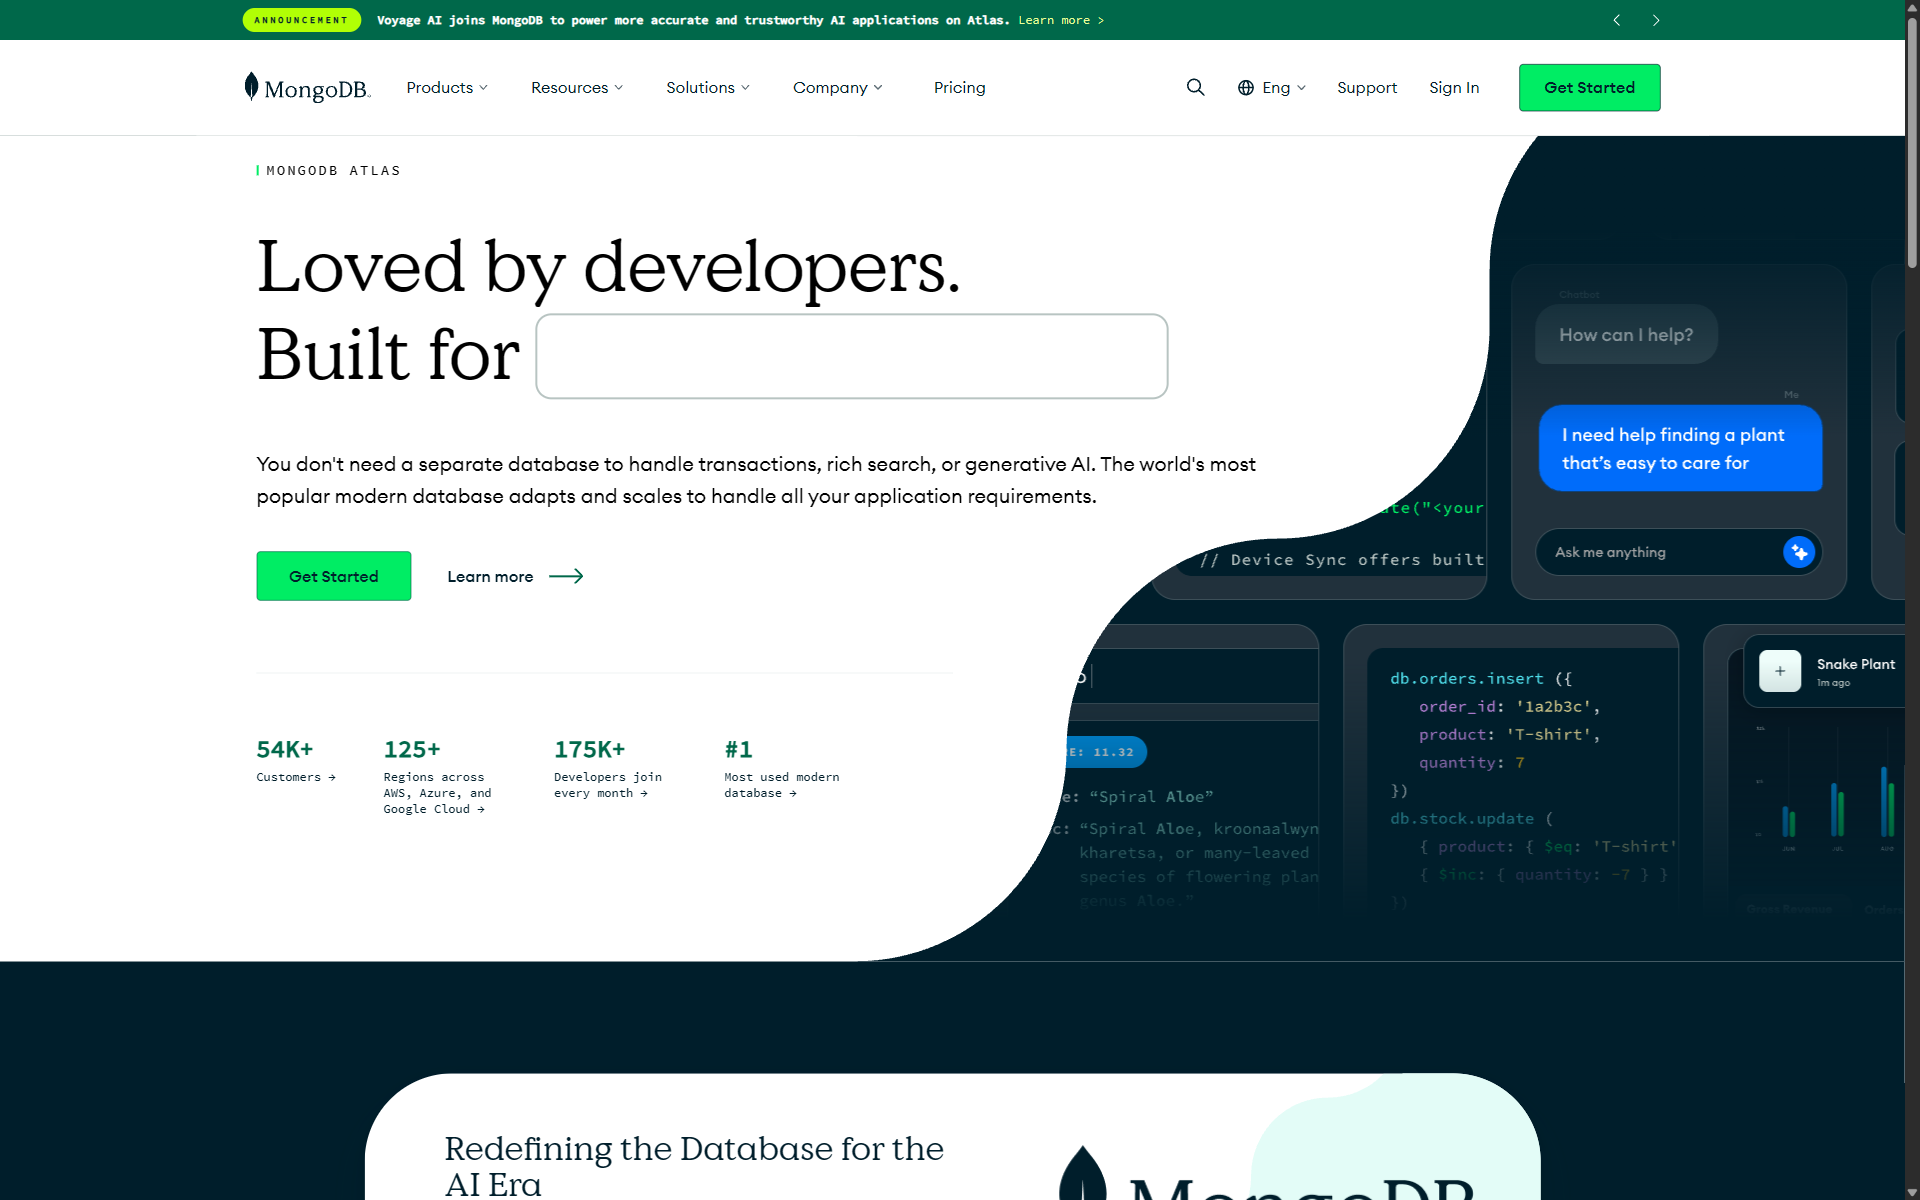 ANNOUNCEMENT Voyage AI joins MongoDB to power more accurate and trustworthy AI applications on Atlas. Learn more >
MongoDB Products Resources Solutions Company Pricing Eng Support Sign In Get Started
MONGODB ATLAS
Loved by developers.
Built for
You don't need a separate database to handle transactions, rich search, or generative AI. The world's most
popular modern database adapts and scales to handle all your application requirements.
Get Started Learn more
54K+
Customers →
125+
Regions across
AWS, Azure, and
Google Cloud →
175K+
Developers join
every month →
#1
Most used modern
database →
Chatbot
How can I help?
Me
I need help finding a plant
that's easy to care for
Ask me anything
ate("<your
// Device Sync offers built
E: 11.32
e: “Spiral Aloe”
c: “Spiral Aloe, kroonaalwyn
kharetsa, or many-leaved
species of flowering plan
genus Aloe.”
db.orders.insert ({
order_id: '1a2b3c',
product: 'T-shirt',
quantity: 7
})
db.stock.update (
{ product: { $eq: 'T-shirt'
{ $inc: { quantity: -7 } }
})
Snake Plant
1m ago
JUN JUL AUG
Gross Revenue Orders
Redefining the Database for the
AI Era
MongoDB